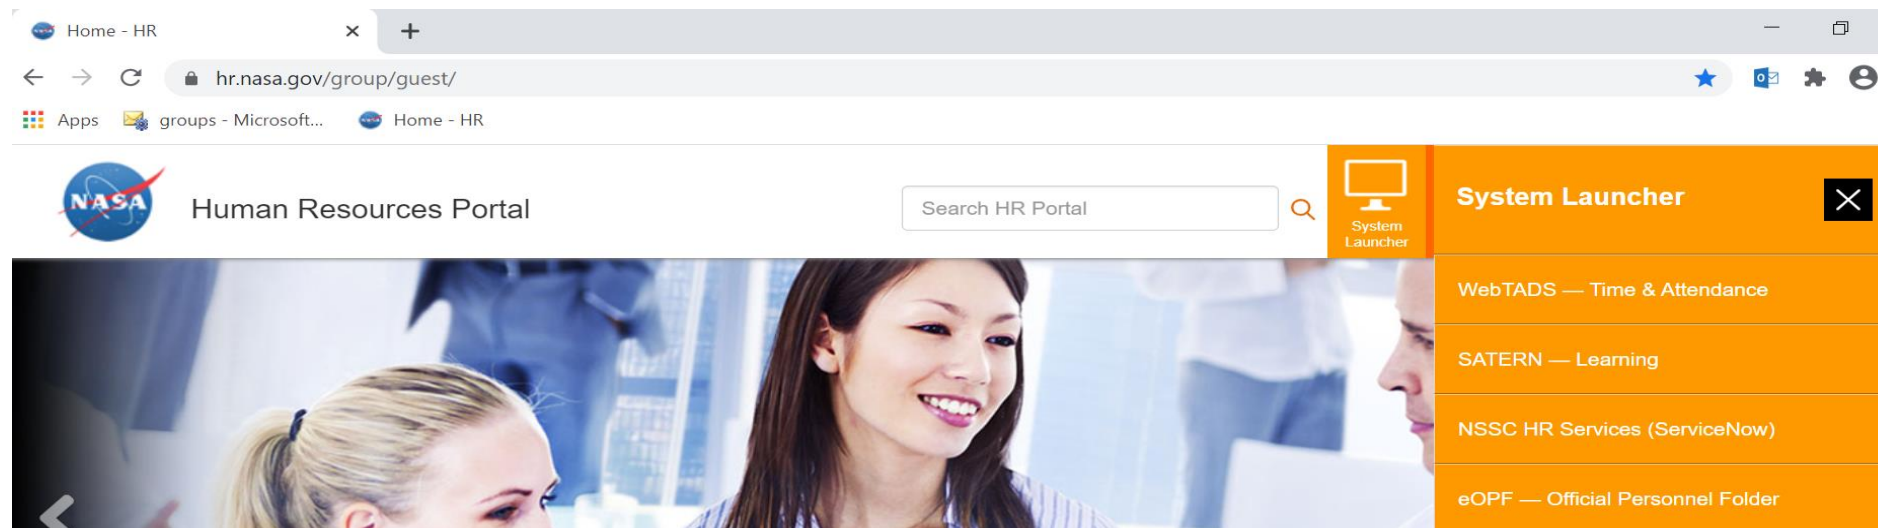 Home - HR
hr.nasa.gov/group/guest/
Apps groups - Microsoft... Home - HR
NASA
Human Resources Portal
Search HR Portal
System
Launcher
System Launcher
WebTADS — Time & Attendance
SATERN — Learning
NSSC HR Services (ServiceNow)
eOPF — Official Personnel Folder